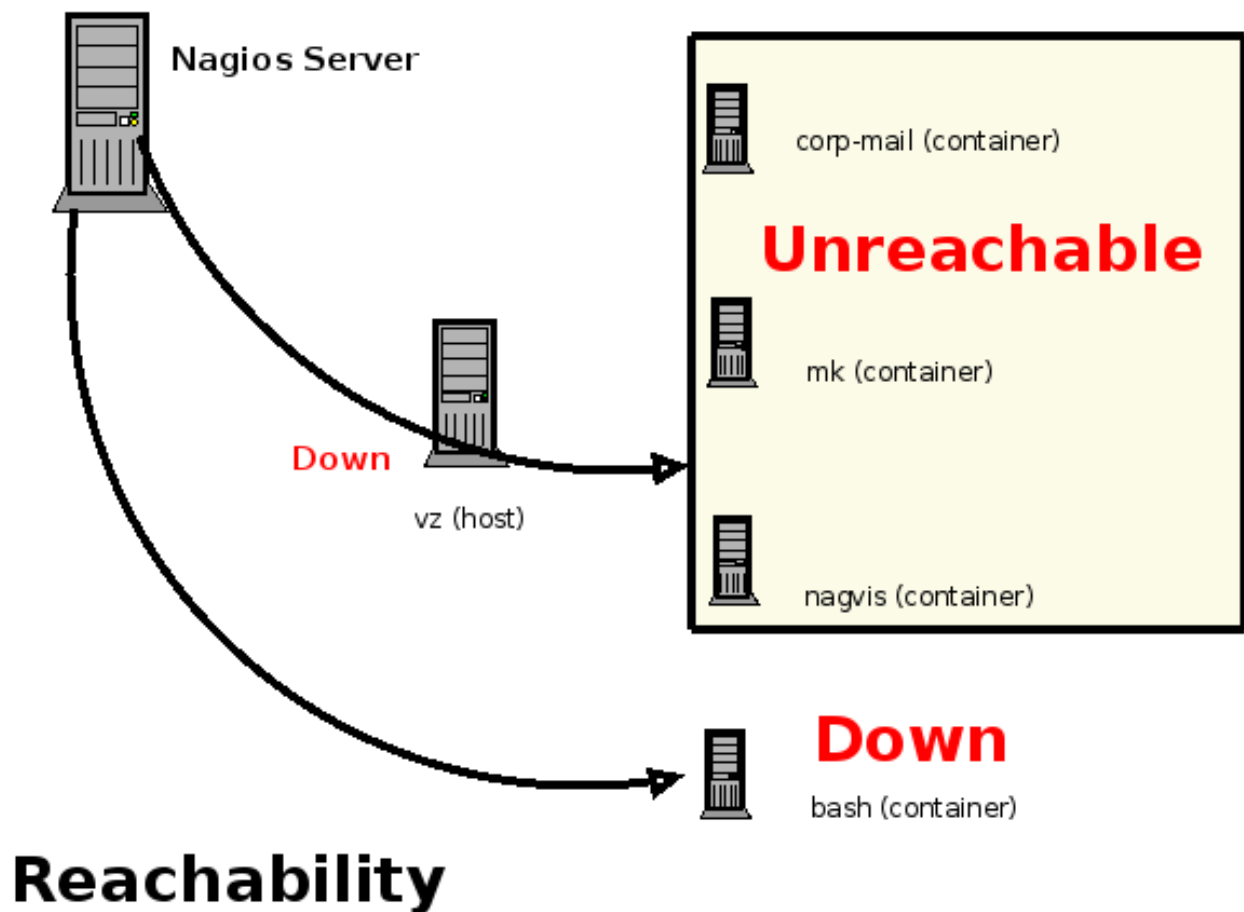 Nagios Server
corp-mail (container)
Unreachable
mk (container)
Down
vz (host)
nagvis (container)
Down
bash (container)
Reachability